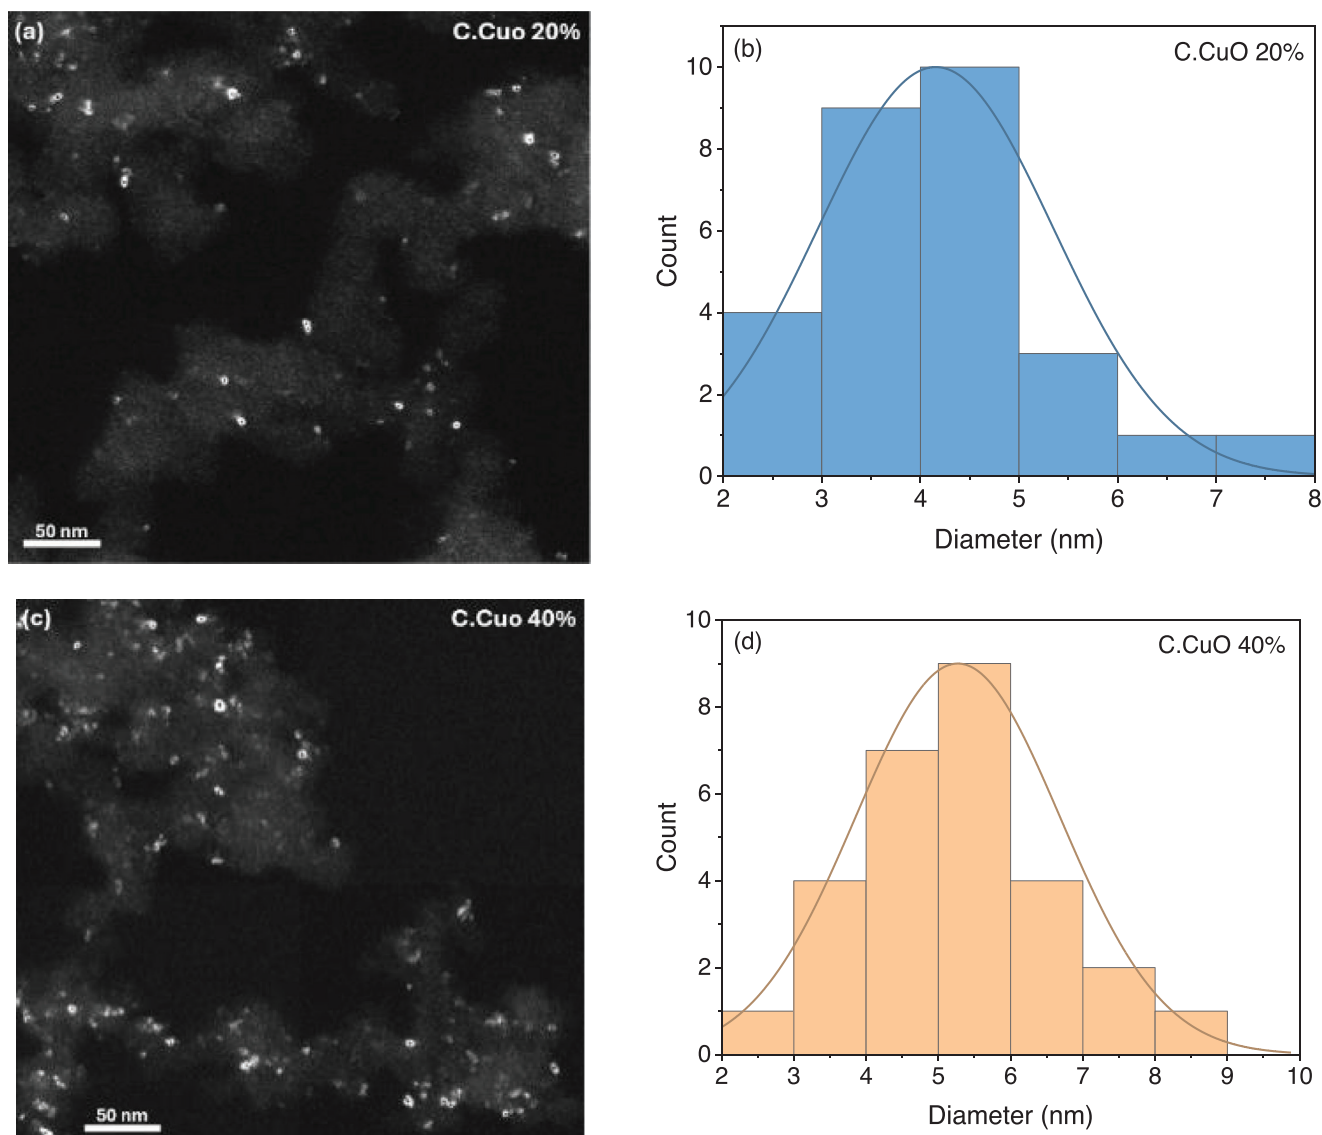 (a)
C.Cuo 20%
50 nm
(b)
C.CuO 20%
10
8
6
4
2
0
Count
2 3 4 5 6 7 8
Diameter (nm)
(c)
C.Cuo 40%
50 nm
(d)
C.CuO 40%
10
8
6
4
2
0
Count
2 3 4 5 6 7 8 9 10
Diameter (nm)